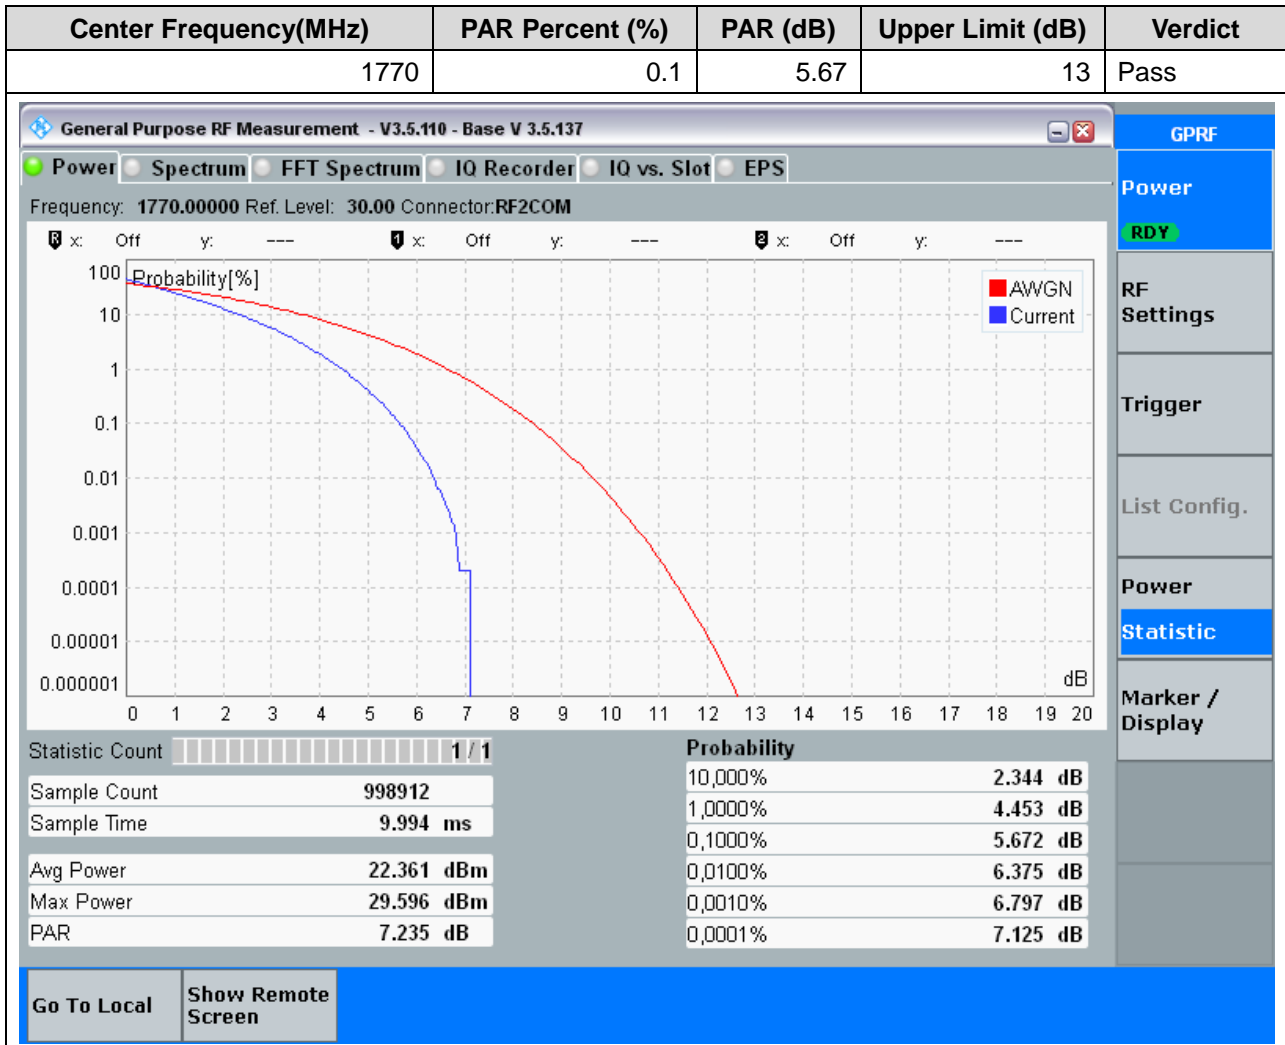 Center Frequency(MHz) PAR Percent (%) PAR (dB) Upper Limit (dB) Verdict
1770 0.1 5.67 13 Pass
General Purpose RF Measurement - V3.5.110 - Base V 3.5.137
GPRF
Power Spectrum FFT Spectrum IQ Recorder IQ vs. Slot EPS
Power
RDY
Frequency: 1770.00000 Ref. Level: 30.00 Connector:RF2COM
R x: Off y: --- 1 x: Off y: --- 2 x: Off y: ---
Probability[%]
AWGN
Current
100
10
1
0.1
0.01
0.001
0.0001
0.00001
0.000001
dB
0 1 2 3 4 5 6 7 8 9 10 11 12 13 14 15 16 17 18 19 20
RF
Settings
Trigger
List Config.
Power
Statistic
Marker /
Display
Statistic Count 1 / 1
Sample Count 998912
Sample Time 9.994 ms
Avg Power 22.361 dBm
Max Power 29.596 dBm
PAR 7.235 dB
Probability
10,000% 2.344 dB
1,0000% 4.453 dB
0,1000% 5.672 dB
0,0100% 6.375 dB
0,0010% 6.797 dB
0,0001% 7.125 dB
Go To Local
Show Remote
Screen